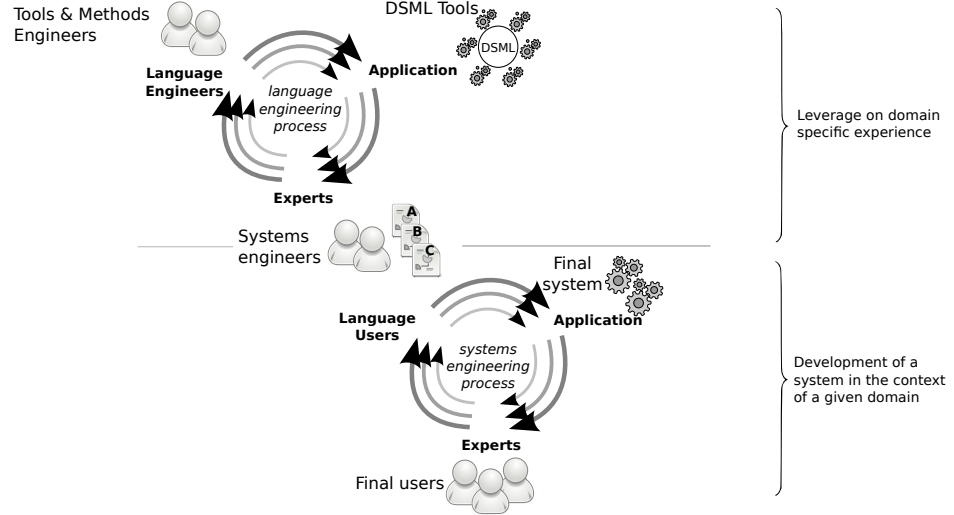 Tools & Methods
Engineers
DSML Tools
DSML
Language
Engineers
Application
language
engineering
process
Experts
Leverage on domain
specific experience
Systems
engineers
A
B
C
Final
system
Language
Users
Application
systems
engineering
process
Experts
Final users
Development of a
system in the context
of a given domain